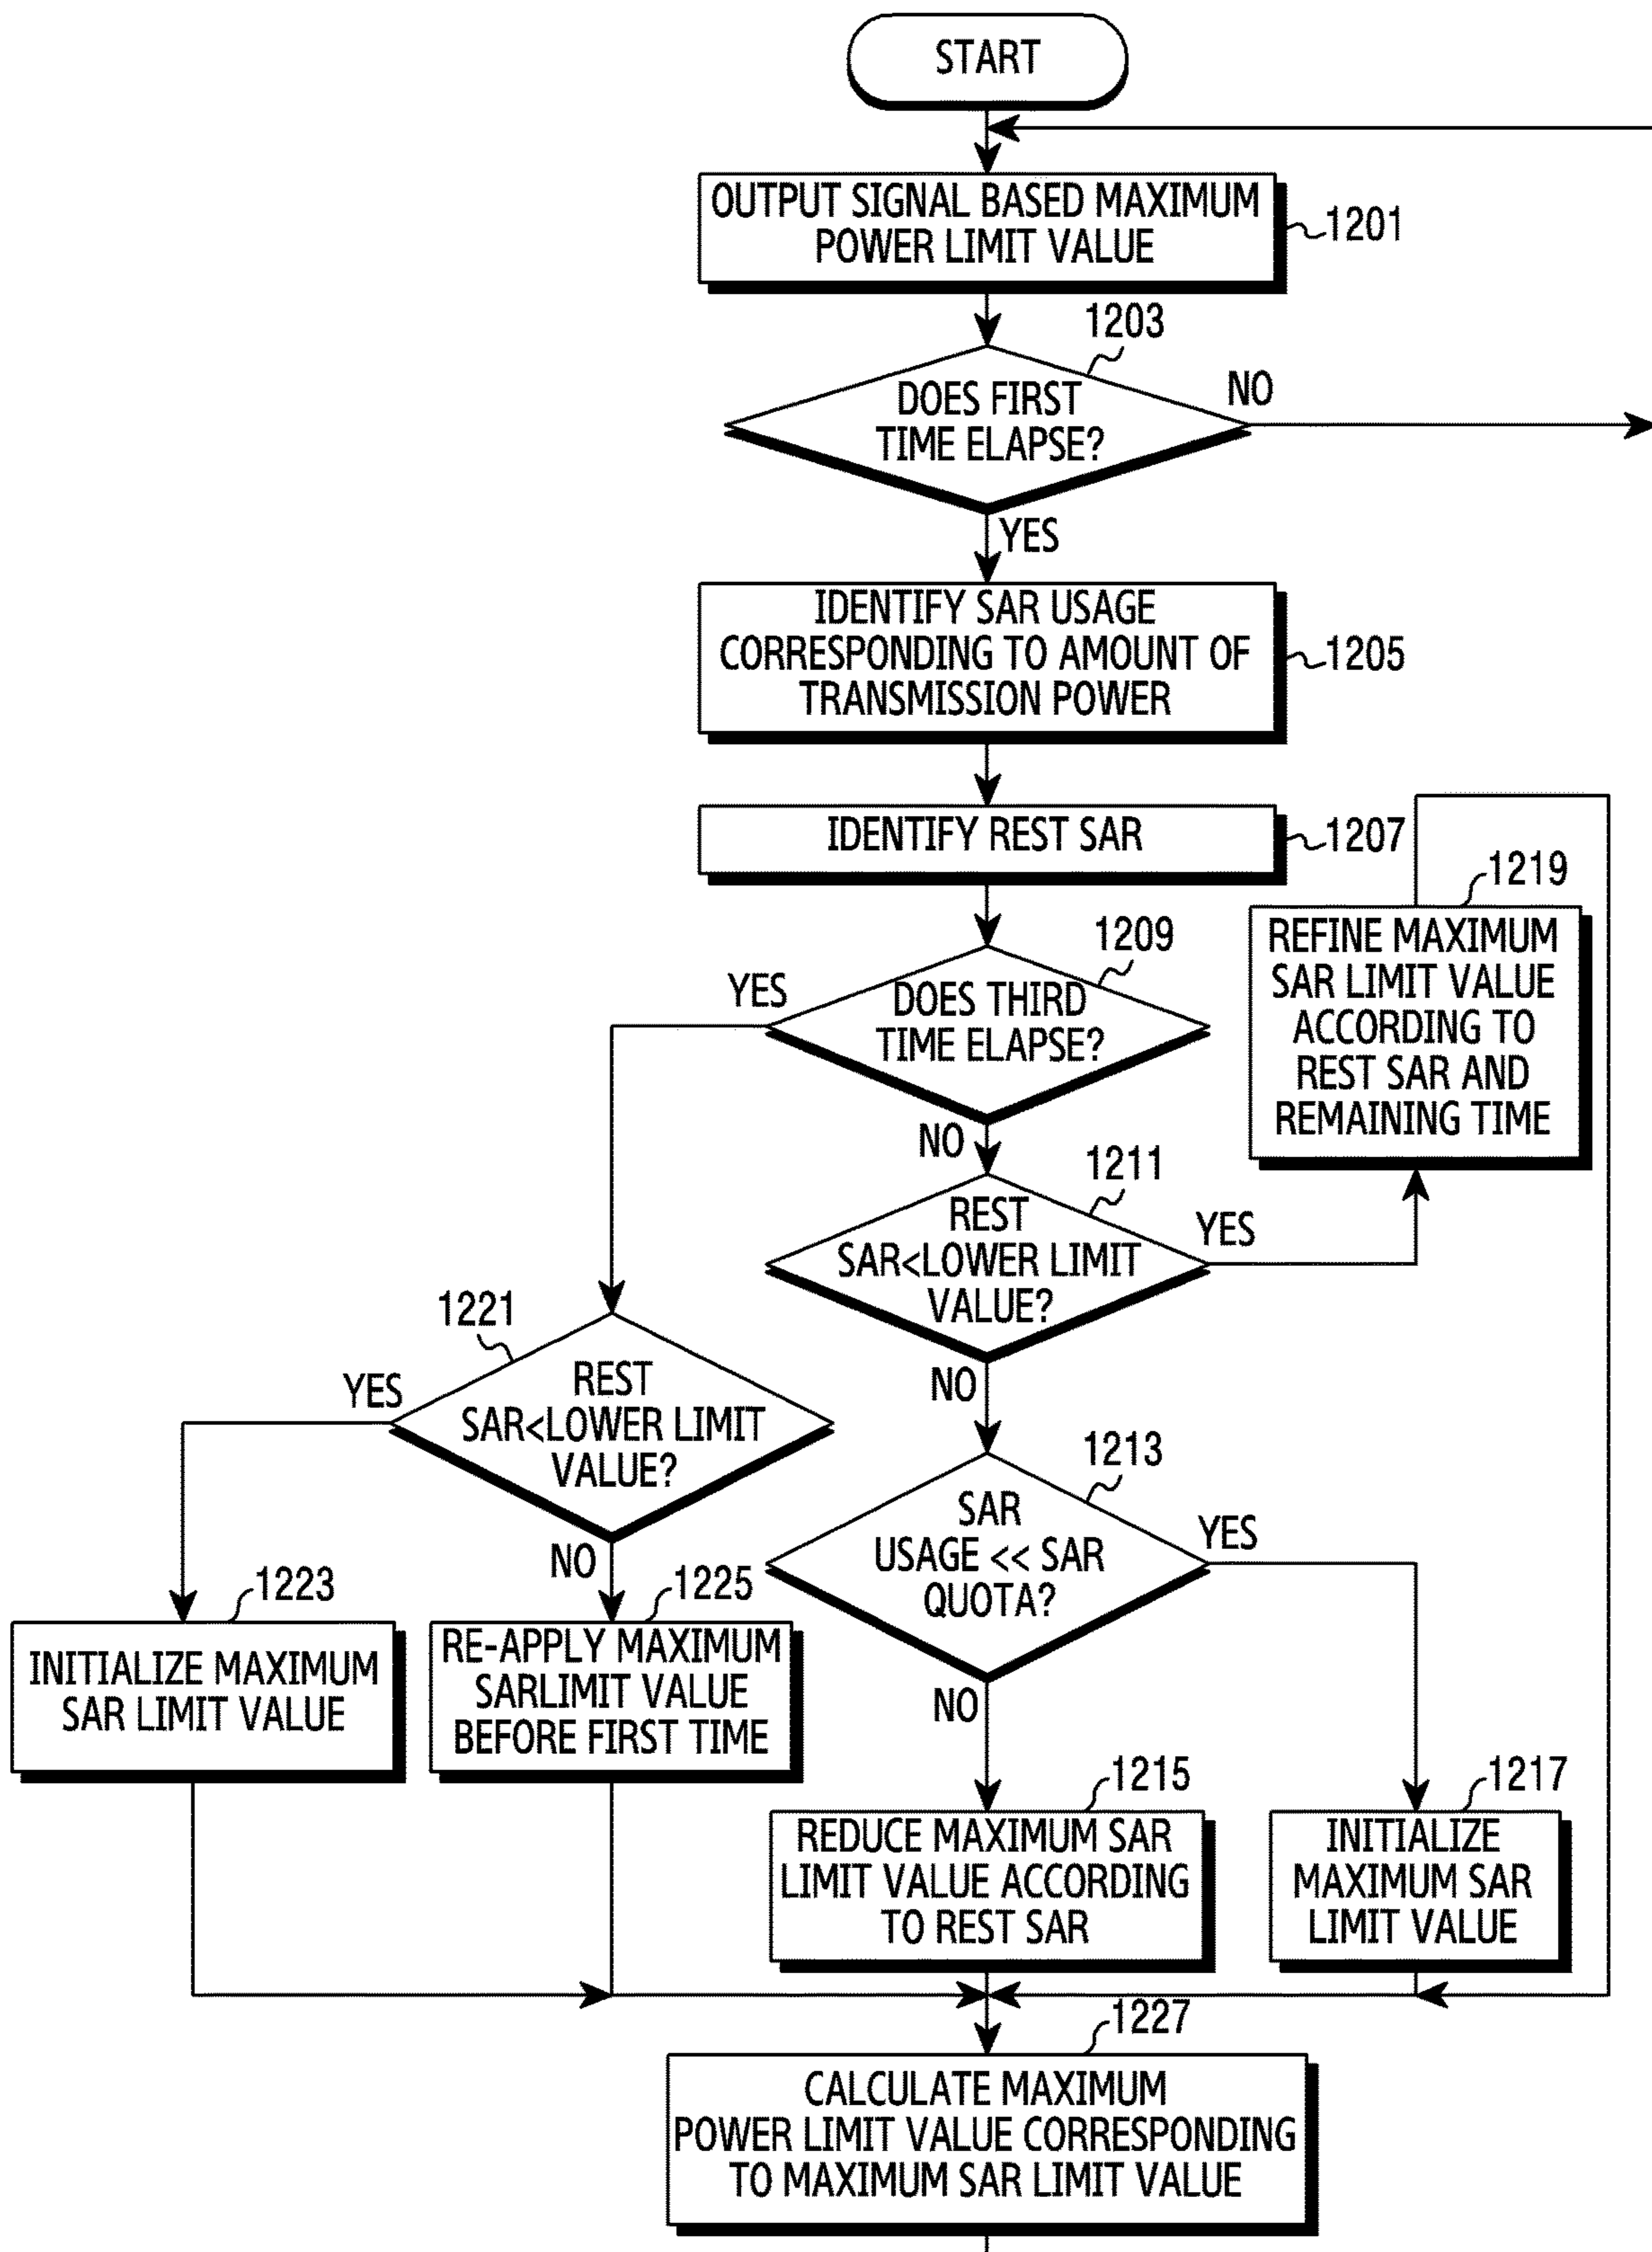 START
OUTPUT SIGNAL BASED MAXIMUM
POWER LIMIT VALUE
1201
1203
DOES FIRST
TIME ELAPSE?
NO
YES
IDENTIFY SAR USAGE
CORRESPONDING TO AMOUNT OF
TRANSMISSION POWER
1205
IDENTIFY REST SAR
1207
1219
REFINE MAXIMUM
SAR LIMIT VALUE
ACCORDING TO
REST SAR AND
REMAINING TIME
1209
DOES THIRD
TIME ELAPSE?
YES
NO
1211
REST
SAR<LOWER LIMIT
VALUE?
YES
NO
1221
REST
SAR<LOWER LIMIT
VALUE?
YES
NO
1213
SAR
USAGE << SAR
QUOTA?
YES
NO
1223
INITIALIZE MAXIMUM
SAR LIMIT VALUE
1225
RE-APPLY MAXIMUM
SARLIMIT VALUE
BEFORE FIRST TIME
1215
REDUCE MAXIMUM SAR
LIMIT VALUE ACCORDING
TO REST SAR
1217
INITIALIZE
MAXIMUM SAR
LIMIT VALUE
1227
CALCULATE MAXIMUM
POWER LIMIT VALUE CORRESPONDING
TO MAXIMUM SAR LIMIT VALUE